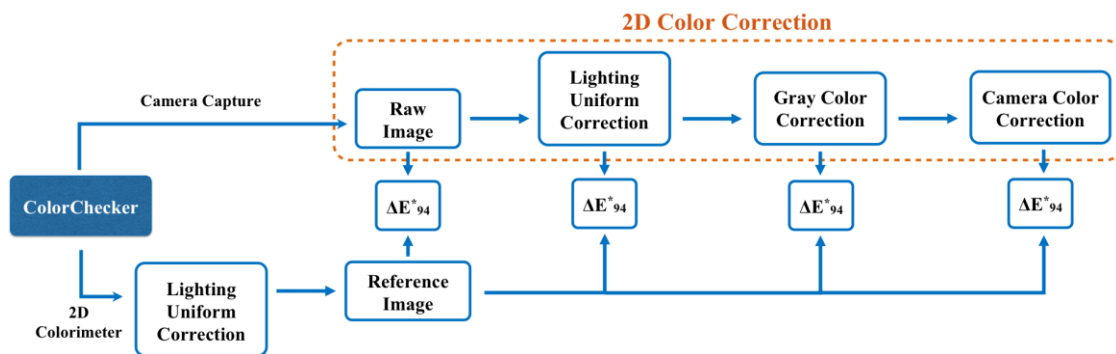 2D Color Correction
Camera Capture
Raw
Image
Lighting
Uniform
Correction
Gray Color
Correction
Camera Color
Correction
ColorChecker
ΔE*94
ΔE*94
ΔE*94
ΔE*94
2D
Colorimeter
Lighting
Uniform
Correction
Reference
Image